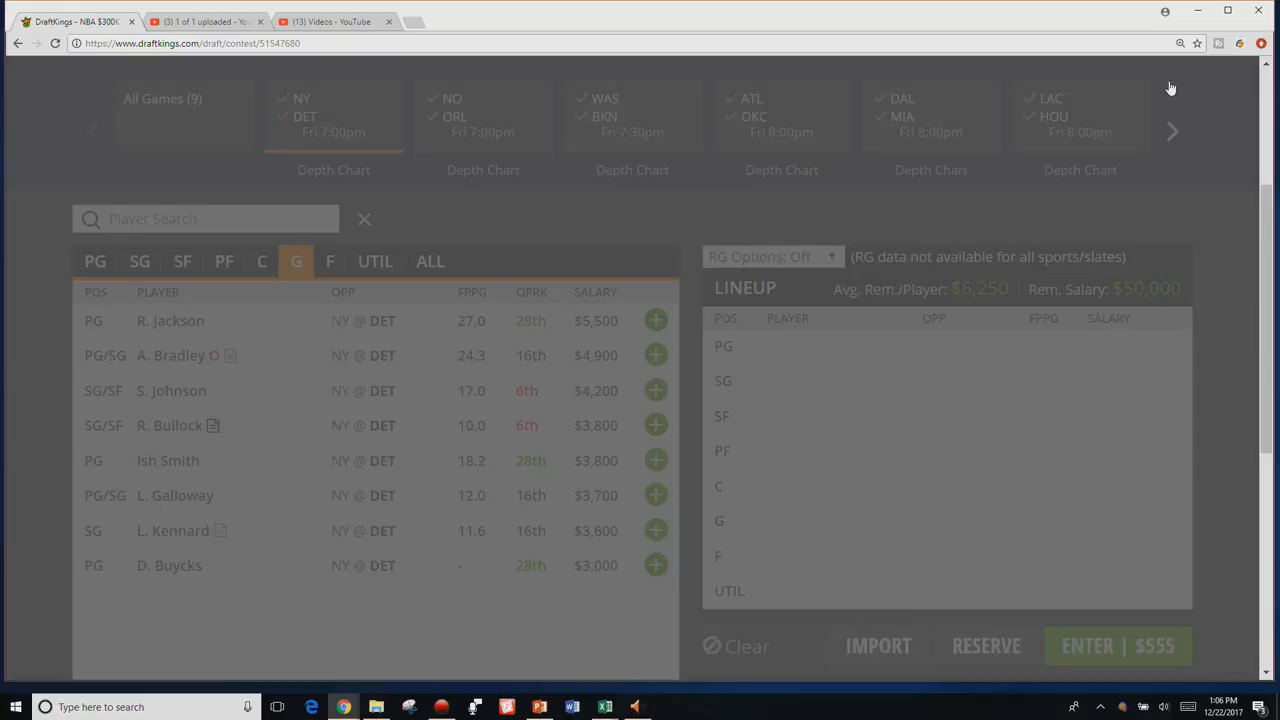 DraftKings - NBA $300K
(3) 1 of 1 uploaded - Yo
(13) Videos - YouTube
https://www.draftkings.com/draft/contest/51547680
All Games (9)
NY
DET
Fri 7:00pm
Depth Chart
NO
ORL
Fri 7:00pm
Depth Chart
WAS
BKN
Fri 7:30pm
Depth Chart
ATL
OKC
Fri 8:00pm
Depth Chart
DAL
MIA
Fri 8:00pm
Depth Chart
LAC
HOU
Fri 8:00pm
Depth Chart
Player Search
PG SG SF PF C G F UTIL ALL
POS PLAYER OPP FPPG OPRK SALARY
PG R. Jackson NY @ DET 27.0 28th $5,500
PG/SG A. Bradley O NY @ DET 24.3 16th $4,900
SG/SF S. Johnson NY @ DET 17.0 6th $4,200
SG/SF R. Bullock NY @ DET 10.0 6th $3,800
PG Ish Smith NY @ DET 18.2 28th $3,800
PG/SG L. Galloway NY @ DET 12.0 16th $3,700
SG L. Kennard NY @ DET 11.6 16th $3,600
PG D. Buycks NY @ DET - 28th $3,000
RG Options: Off (RG data not available for all sports/slates)
LINEUP Avg. Rem./Player: $6,250 Rem. Salary: $50,000
POS PLAYER OPP FPPG SALARY
PG
SG
SF
PF
C
G
F
UTIL
Clear IMPORT RESERVE ENTER | $555
Type here to search
1:06 PM
12/22/2017
3